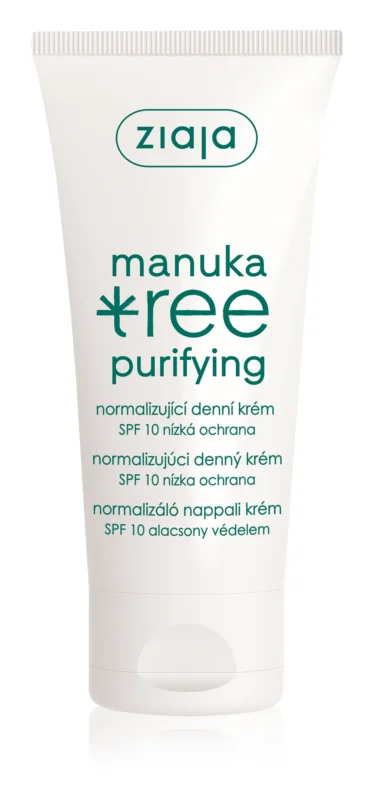 ziaja
manuka
tree
purifying
normalizující denní krém
SPF 10 nízká ochrana
normalizujúci denný krém
SPF 10 nízka ochrana
normalizáló nappali krém
SPF 10 alacsony védelem